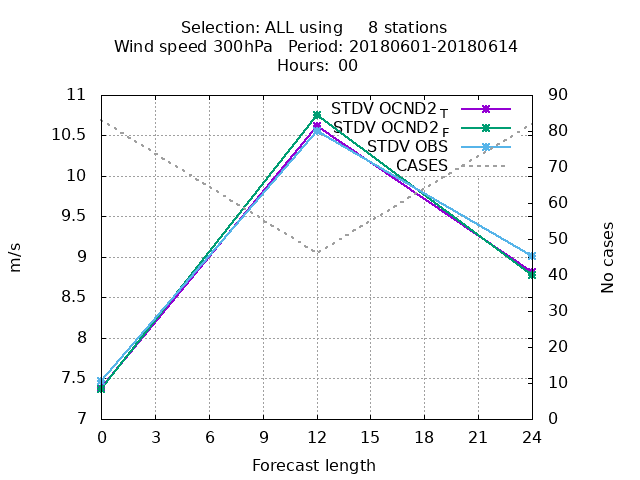 Selection: ALL using     8 stations
Wind speed 300hPa   Period: 20180601-20180614
Hours: 00
STDV OCND2_T
STDV OCND2_F
STDV OBS
CASES
11
10.5
10
9.5
9
8.5
8
7.5
7
m/s
90
80
70
60
50
40
30
20
10
0
No cases
0 3 6 9 12 15 18 21 24
Forecast length